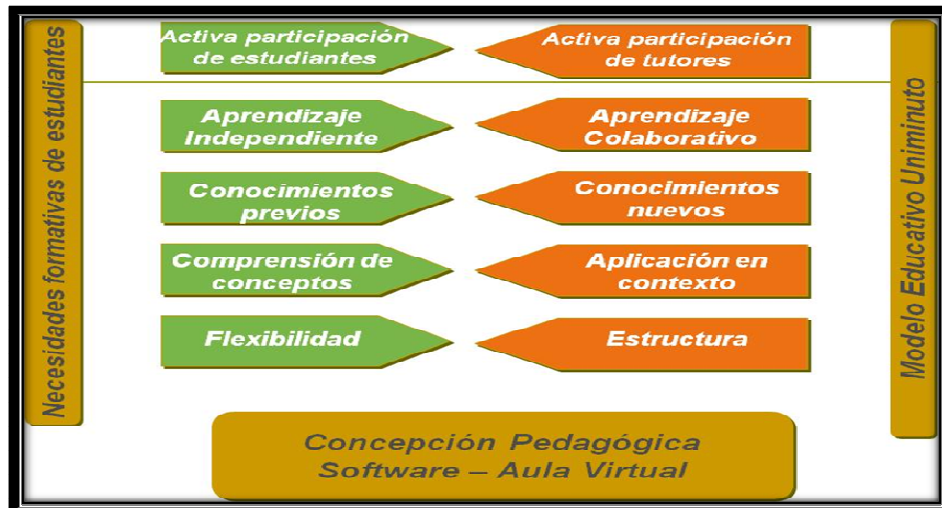 Necesidades formativas de estudiantes
Activa participación
de estudiantes
Activa participación
de tutores
Aprendizaje
Independiente
Aprendizaje
Colaborativo
Conocimientos
previos
Conocimientos
nuevos
Comprensión de
conceptos
Aplicación en
contexto
Flexibilidad
Estructura
Modelo Educativo Uniminuto
Concepción Pedagógica
Software – Aula Virtual